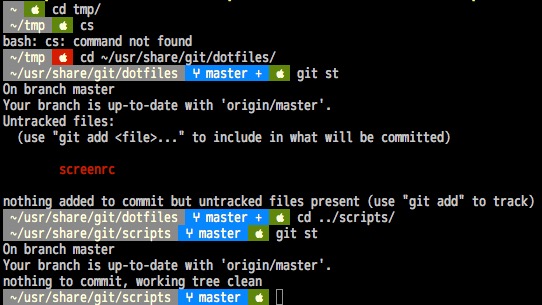 ~ cd tmp/
~/tmp cs
bash: cs: command not found
~/tmp cd ~/usr/share/git/dotfiles/
~/usr/share/git/dotfiles master + git st
On branch master
Your branch is up-to-date with 'origin/master'.
Untracked files:
(use "git add <file>..." to include in what will be committed)
screenrc
nothing added to commit but untracked files present (use "git add" to track)
~/usr/share/git/dotfiles master + cd ../scripts/
~/usr/share/git/scripts master git st
On branch master
Your branch is up-to-date with 'origin/master'.
nothing to commit, working tree clean
~/usr/share/git/scripts master